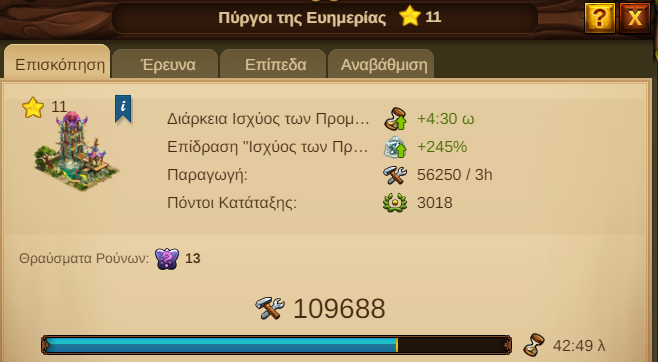 Πύργοι της Ευημερίας 11
? X
Επισκόπηση Έρευνα Επίπεδα Αναβάθμιση
11 i
Διάρκεια Ισχύος των Προμ... +4:30 ω
Επίδραση "Ισχύος των Πρ... +245%
Παραγωγή: 56250 / 3h
Πόντοι Κατάταξης: 3018
Θραύσματα Ρούνων: 13
109688
42:49 λ